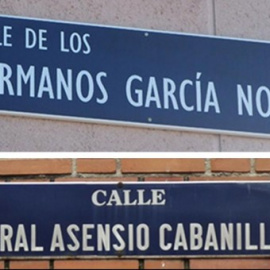 LE DE LOS
RMANOS GARCÍA NO
CALLE
RAL ASENSIO CABANILL